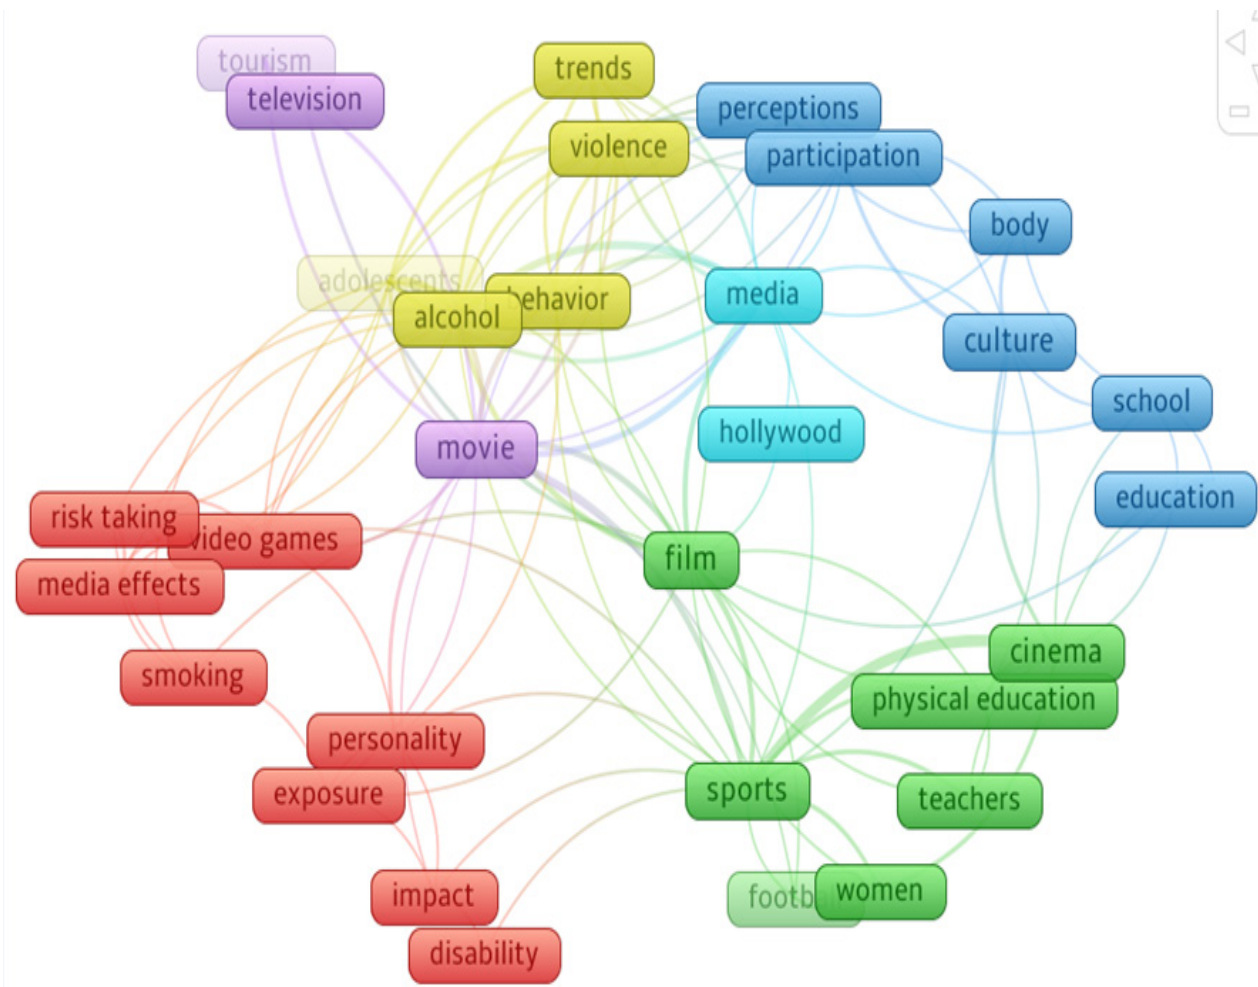 tourism
television
trends
violence
perceptions
participation
body
adolescents
alcohol
behavior
media
culture
school
movie
hollywood
education
risk taking
video games
media effects
film
smoking
cinema
physical education
personality
exposure
sports
teachers
impact
women
disability